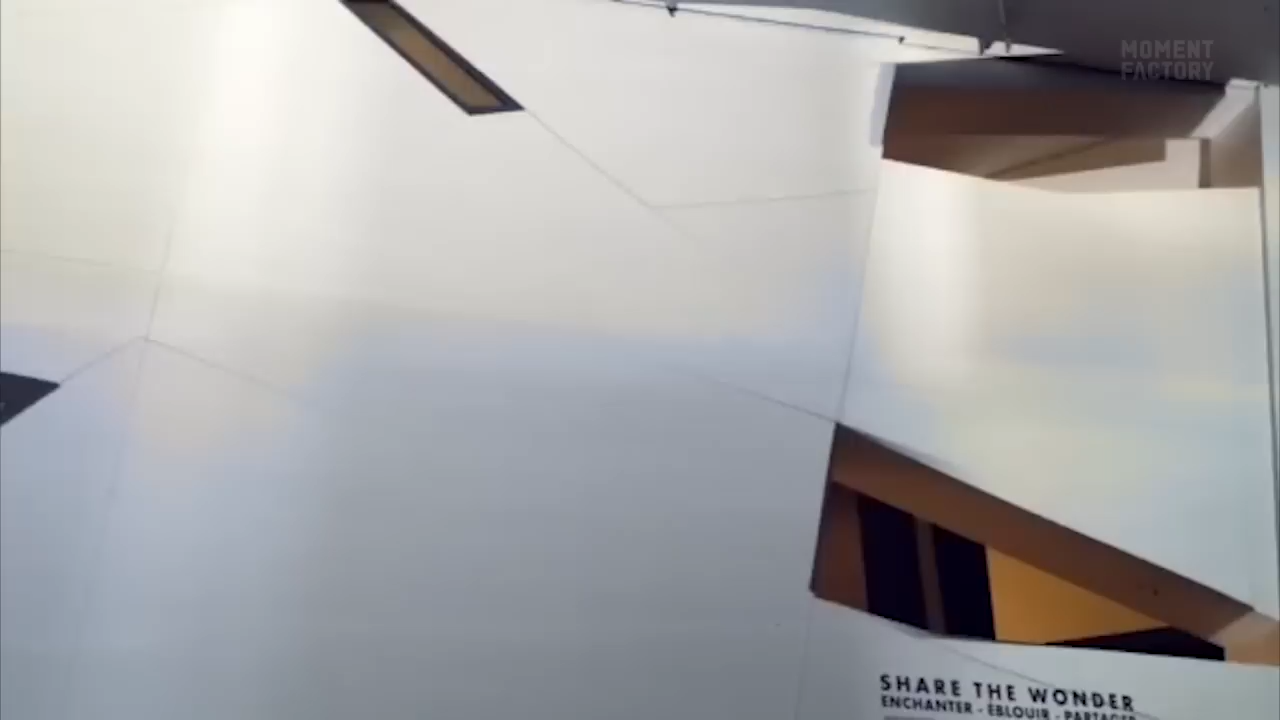 MOMENT
FACTORY
SHARE THE WONDER
ENCHANTER - ÉBLOUIR - PARTAGER